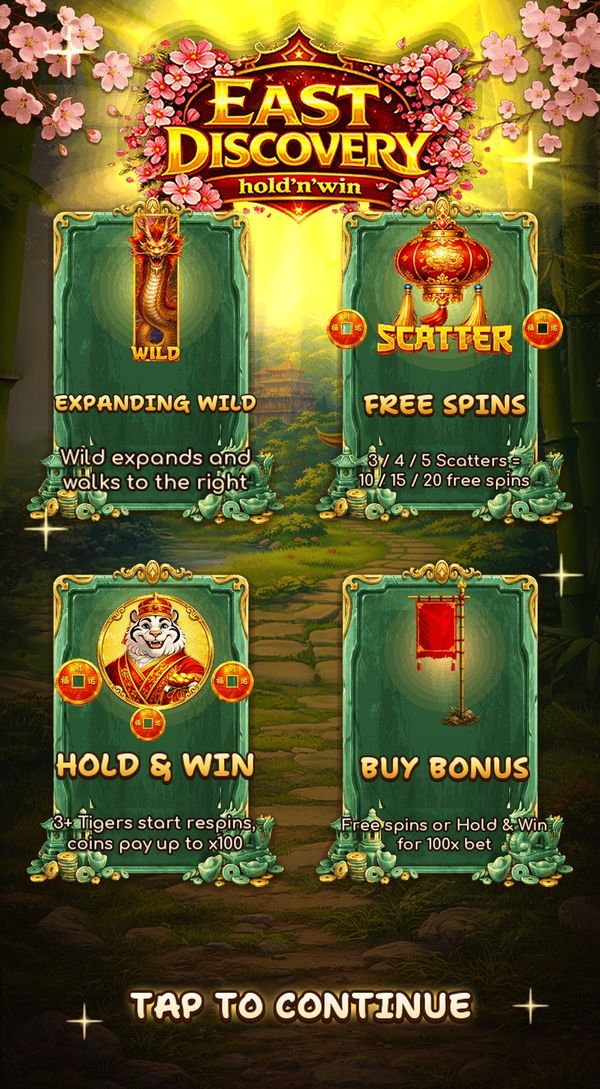 EAST
DISCOVERY
hold'n'win
WILD
EXPANDING WILD
Wild expands and
walks to the right
SCATTER
FREE SPINS
3 / 4 / 5 Scatters =
10 / 15 / 20 free spins
HOLD & WIN
3+ Tigers start respins,
coins pay up to x100
BUY BONUS
Free spins or Hold & Win
for 100x bet
TAP TO CONTINUE